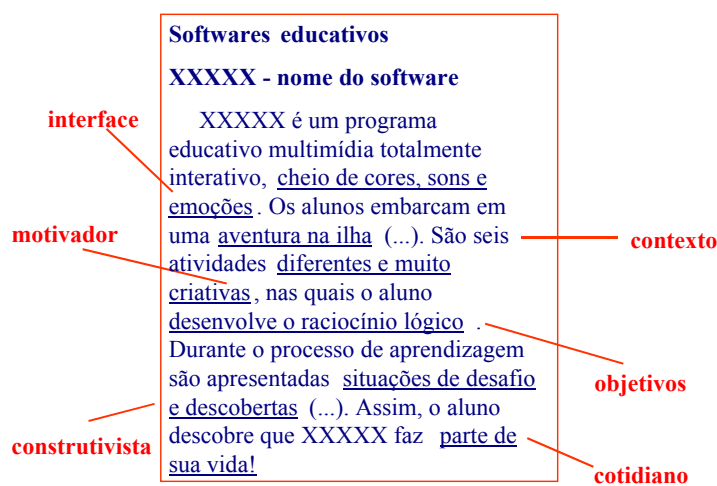 Softwares educativos
XXXXX - nome do software
XXXXX é um programa
educativo multimídia totalmente
interativo, cheio de cores, sons e
emoções. Os alunos embarcam em
uma aventura na ilha (...). São seis
atividades diferentes e muito
criativas, nas quais o aluno
desenvolve o raciocínio lógico .
Durante o processo de aprendizagem
são apresentadas situações de desafio
e descobertas (...). Assim, o aluno
descobre que XXXXX faz parte de
sua vida!
interface
motivador
construtivista
contexto
objetivos
cotidiano